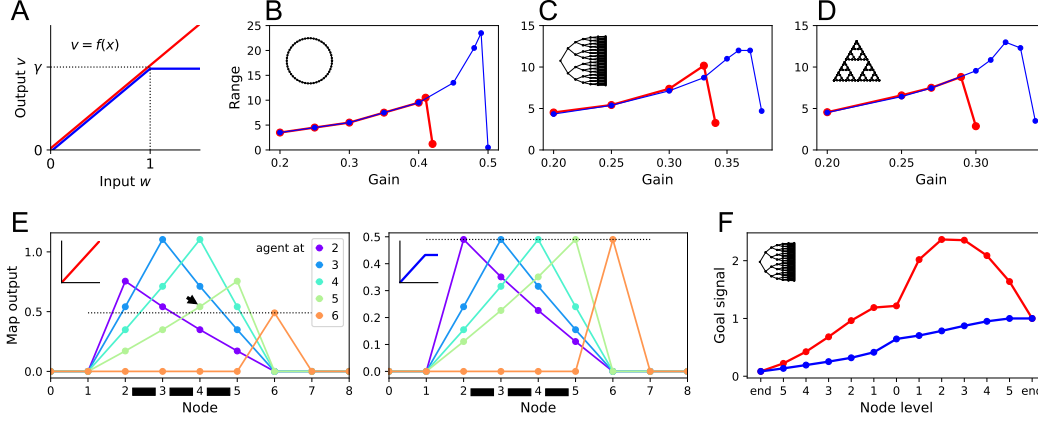 A
Output v
γ
0
v = f(x)
0
1
Input w
B
Range
25
20
15
10
5
0
0.2
0.3
0.4
0.5
Gain
C
15
10
5
0
0.20
0.25
0.30
0.35
Gain
D
15
10
5
0
0.20
0.25
0.30
Gain
E
Map output
1.0
0.5
0.0
agent at
2
3
4
5
6
0 1 2 3 4 5 6 7 8
Node
0.5
0.4
0.3
0.2
0.1
0.0
0 1 2 3 4 5 6 7 8
Node
F
Goal signal
2
1
0
end 5 4 3 2 1 0 1 2 3 4 5 end
Node level